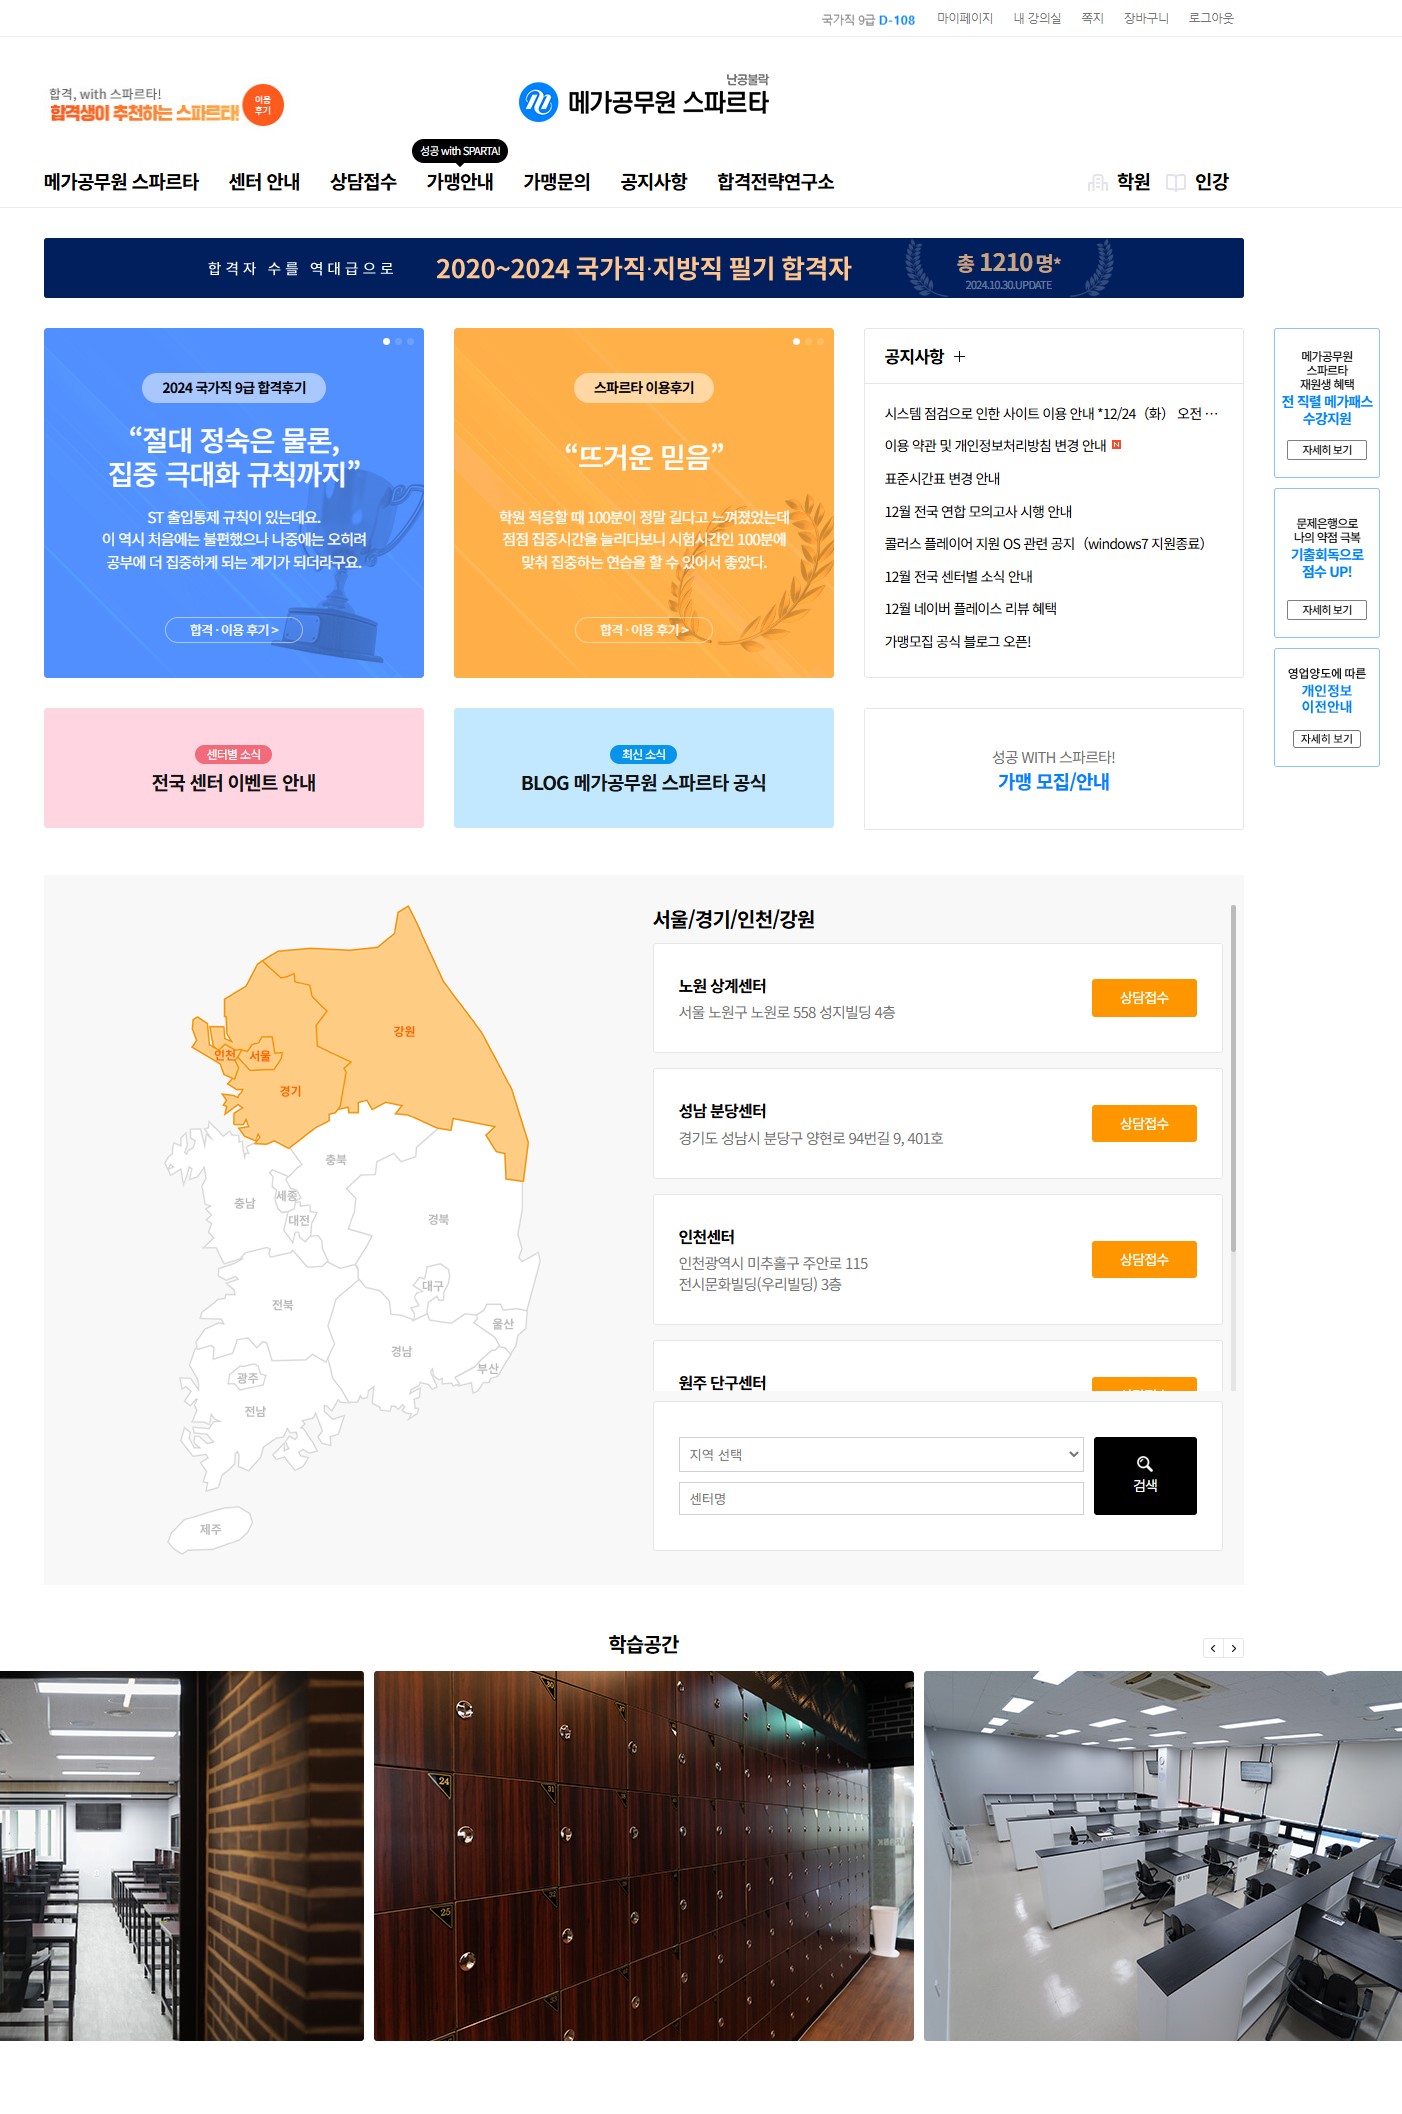 국가직 9급 D-108
마이페이지
내 강의실
쪽지
장바구니
로그아웃
합격, with 스파르타!
합격생이 추천하는 스파르타!
이용
후기
난공불락
메가공무원 스파르타
성공 with SPARTA!
메가공무원 스파르타
센터 안내
상담접수
가맹안내
가맹문의
공지사항
합격전략연구소
학원
인강
합격자 수를 역대급으로
2020~2024 국가직·지방직 필기 합격자
총 1210명*
2024.10.30.UPDATE
2024 국가직 9급 합격후기
“절대 정숙은 물론,
집중 극대화 규칙까지”
ST 출입통제 규칙이 있는데요.
이 역시 처음에는 불편했으나 나중에는 오히려
공부에 더 집중하게 되는 계기가 되더라구요.
합격·이용 후기 >
스파르타 이용후기
“뜨거운 믿음”
학원 적응할 때 100분이 정말 길다고 느껴졌었는데
점점 집중시간을 늘리다보니 시험시간인 100분에
맞춰 집중하는 연습을 할 수 있어서 좋았다.
합격·이용 후기 >
공지사항 +
시스템 점검으로 인한 사이트 이용 안내 *12/24（화） 오전 …
이용 약관 및 개인정보처리방침 변경 안내 N
표준시간표 변경 안내
12월 전국 연합 모의고사 시행 안내
콜러스 플레이어 지원 OS 관련 공지（windows7 지원종료）
12월 전국 센터별 소식 안내
12월 네이버 플레이스 리뷰 혜택
가맹모집 공식 블로그 오픈!
메가공무원
스파르타
재원생 혜택
전 직렬 메가패스
수강지원
자세히 보기
문제은행으로
나의 약점 극복
기출회독으로
점수 UP!
자세히 보기
영업양도에 따른
개인정보
이전안내
자세히 보기
센터별 소식
전국 센터 이벤트 안내
최신 소식
BLOG 메가공무원 스파르타 공식
성공 WITH 스파르타!
가맹 모집/안내
강원
인천
서울
경기
충북
세종
충남
대전
경북
대구
전북
울산
경남
부산
광주
전남
제주
서울/경기/인천/강원
노원 상계센터
서울 노원구 노원로 558 성지빌딩 4층
상담접수
성남 분당센터
경기도 성남시 분당구 양현로 94번길 9, 401호
상담접수
인천센터
인천광역시 미추홀구 주안로 115
전시문화빌딩(우리빌딩) 3층
상담접수
원주 단구센터
지역 선택
센터명
검색
학습공간
24
31
25